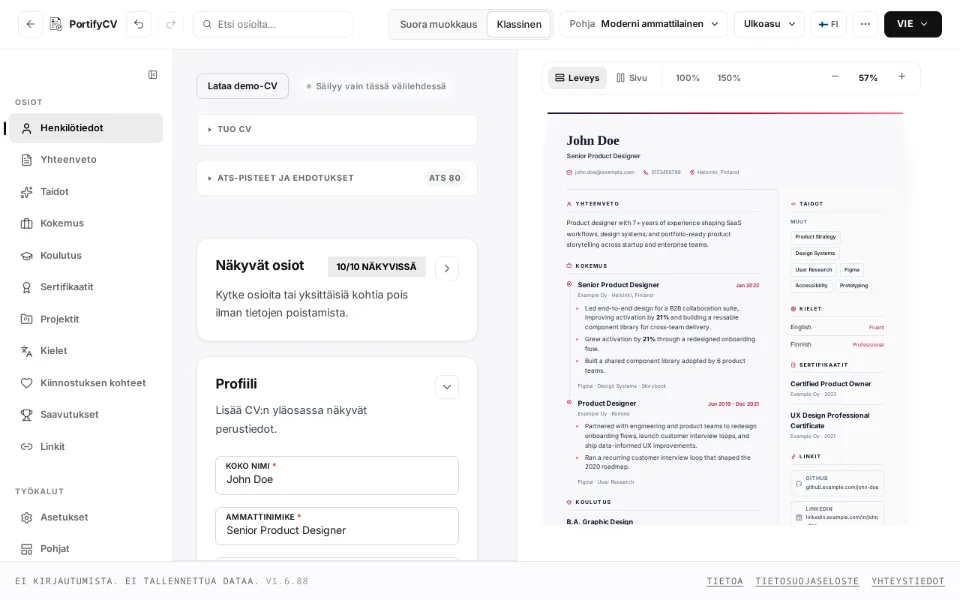 PortifyCV
Etsi osioita...
Suora muokkaus
Klassinen
Pohja Moderni ammattilainen
Ulkoasu
FI
VIE
OSIOT
Henkilötiedot
Yhteenveto
Taidot
Kokemus
Koulutus
Sertifikaatit
Projektit
Kielet
Kiinnostuksen kohteet
Saavutukset
Linkit
TYÖKALUT
Asetukset
Pohjat
Lataa demo-CV
Säilyy vain tässä välilehdessä
TUO CV
ATS-PISTEET JA EHDOTUKSET
ATS 80
Näkyvät osiot
10/10 NÄKYVISSÄ
Kytke osioita tai yksittäisiä kohtia pois
ilman tietojen poistamista.
Profiili
Lisää CV:n yläosassa näkyvät
perustiedot.
KOKO NIMI *
John Doe
AMMATTINIMIKE *
Senior Product Designer
Leveys
Sivu
100%
150%
57%
John Doe
Senior Product Designer
john.doe@example.com
0123456789
Helsinki, Finland
YHTEENVETO
Product designer with 7+ years of experience shaping SaaS
workflows, design systems, and portfolio-ready product
storytelling across startup and enterprise teams.
KOKEMUS
Senior Product Designer
Jan 2022
Example Oy · Helsinki, Finland
Led end-to-end design for a B2B collaboration suite,
improving activation by 21% and building a reusable
component library for cross-team delivery.
Grew activation by 21% through a redesigned onboarding
flow.
Built a shared component library adopted by 6 product
teams.
Figma · Design Systems · Storybook
Product Designer
Jun 2019 - Dec 2021
Example Oy · Remote
Partnered with engineering and product teams to redesign
onboarding flows, launch customer interview loops, and
ship data-informed UX improvements.
Ran a recurring customer interview loop that shaped the
2020 roadmap.
Figma · User Research
KOULUTUS
B.A. Graphic Design
TAIDOT
MUUT
Product Strategy
Design Systems
User Research
Figma
Accessibility
Prototyping
KIELET
English
Fluent
Finnish
Professional
SERTIFIKAATIT
Certified Product Owner
Example Oy · 2023
UX Design Professional
Certificate
Example Oy · 2021
LINKIT
GITHUB
github.example.com/john-doe
LINKEDIN
linkedin.example.com/in/john
EI KIRJAUTUMISTA. EI TALLENNETTUA DATAA. V1.6.88
TIETOA
TIETOSUOJASELOSTE
YHTEYSTIEDOT